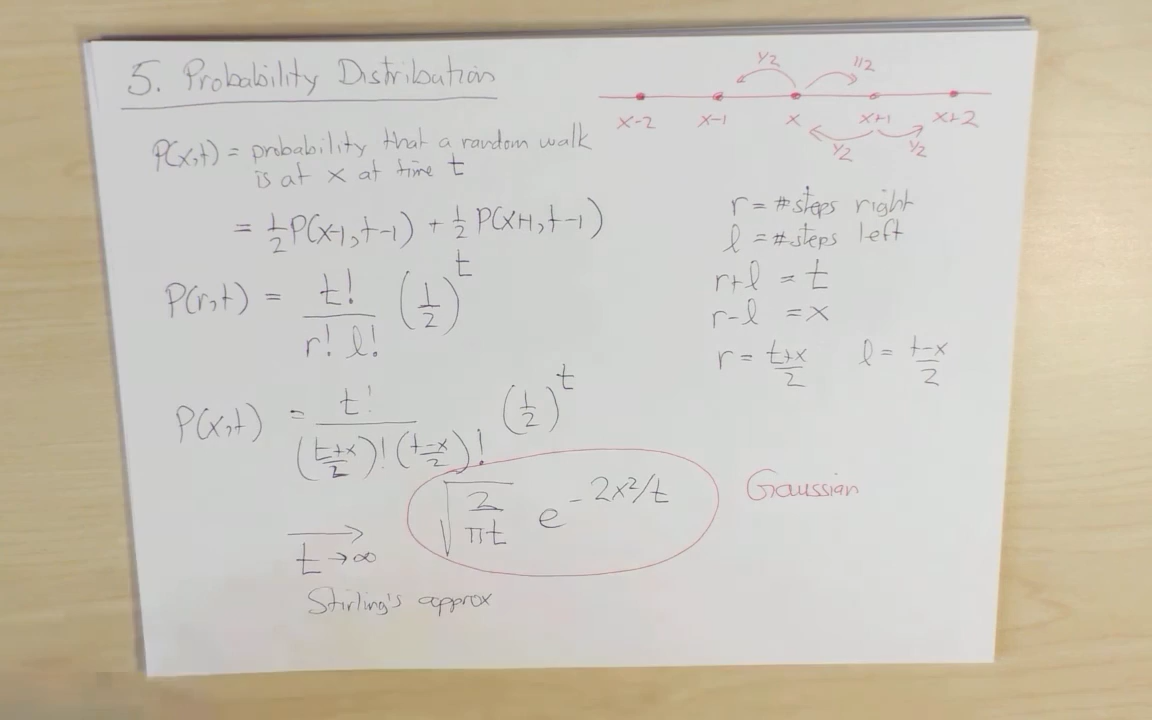 5. Probability Distribution
1/2 1/2
x-2 x-1 x x+1 x+2
1/2 1/2
P(x,t) = probability that a random walk
is at x at time t
= 1/2 P(x-1,t-1) + 1/2 P(x+1,t-1)
P(r,t) = t!/(r! l!) (1/2)^t
P(x,t) = t!/(((t+x)/2)! ((t-x)/2)!) (1/2)^t
→ t→∞ √(2/(πt)) e^(-2x²/t)
Stirling's approx
r = #steps right
l = #steps left
r+l = t
r-l = x
r = (t+x)/2 l = (t-x)/2
Gaussian